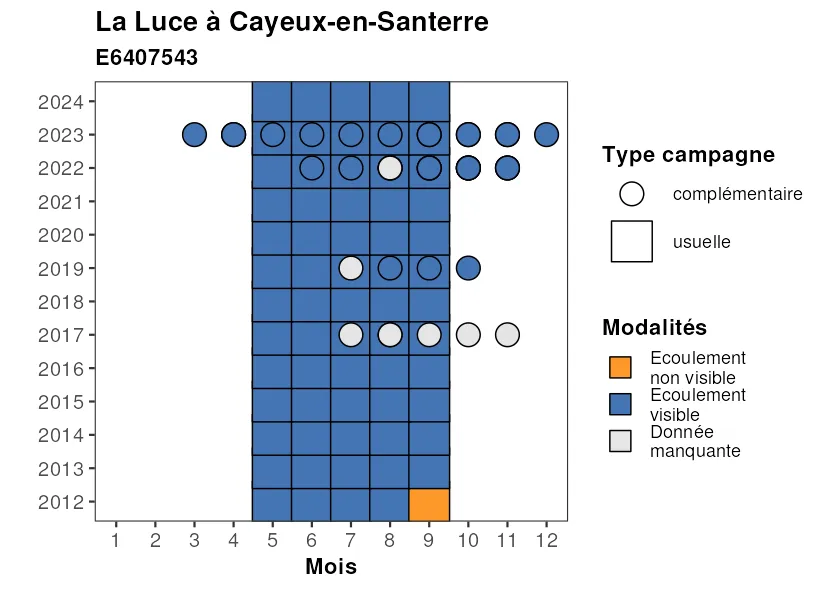 La Luce à Cayeux-en-Santerre
E6407543
2024
2023
2022
2021
2020
2019
2018
2017
2016
2015
2014
2013
2012
1 2 3 4 5 6 7 8 9 10 11 12
Mois
Type campagne
complémentaire
usuelle
Modalités
Ecoulement
non visible
Ecoulement
visible
Donnée
manquante